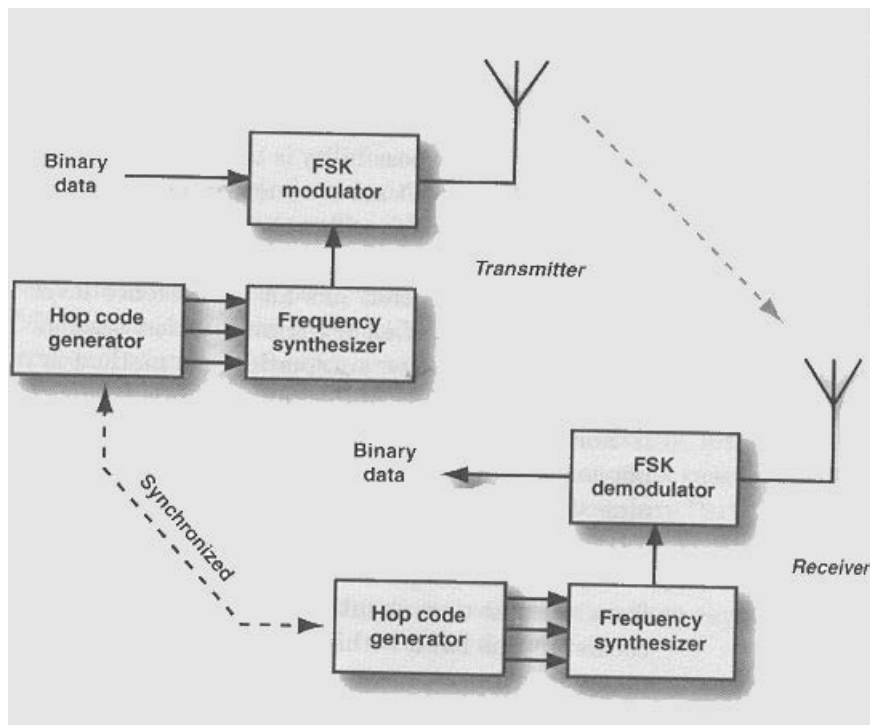 Binary
data
FSK
modulator
Transmitter
Hop code
generator
Frequency
synthesizer
Binary
data
FSK
demodulator
Synchronized
Receiver
Hop code
generator
Frequency
synthesizer